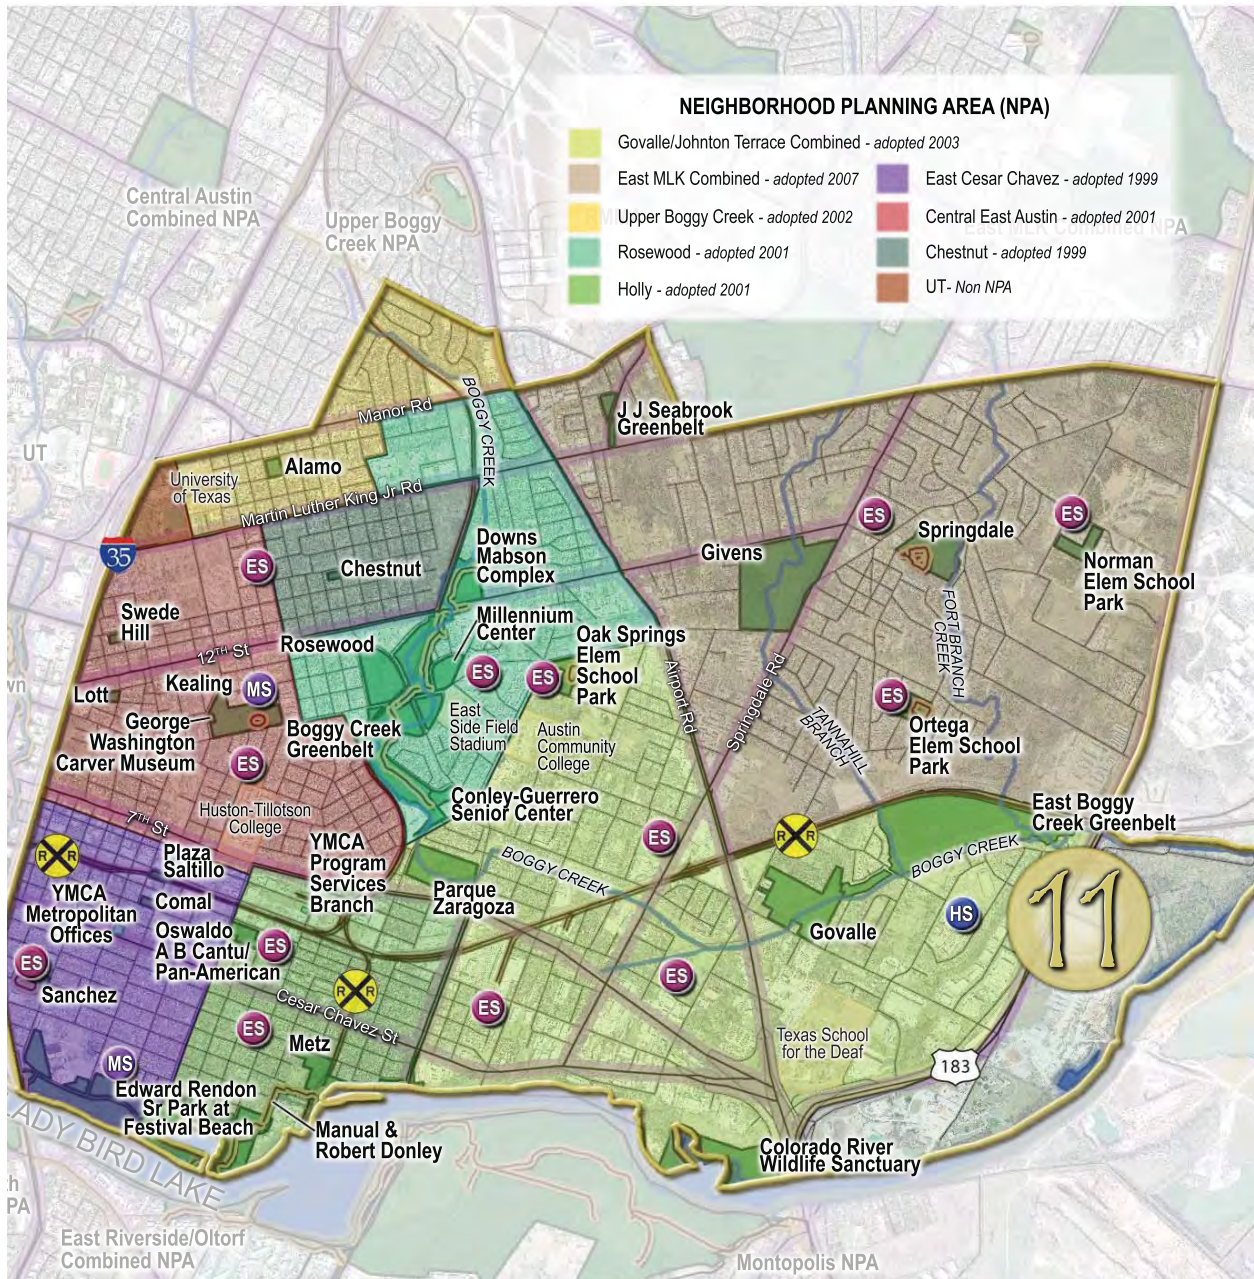 NEIGHBORHOOD PLANNING AREA (NPA)
Govalle/Johnton Terrace Combined - adopted 2003
East MLK Combined - adopted 2007
East Cesar Chavez - adopted 1999
Upper Boggy Creek - adopted 2002
Central East Austin - adopted 2001
Rosewood - adopted 2001
Chestnut - adopted 1999
Holly - adopted 2001
UT- Non NPA
Central Austin
Combined NPA
Upper Boggy
Creek NPA
East MLK Combined NPA
Manor Rd
BOGGY CREEK
J J Seabrook
Greenbelt
UT
University
of Texas
Alamo
Martin Luther King Jr Rd
35
ES
Chestnut
Downs
Mabson
Complex
Givens
ES
Springdale
ES
Norman
Elem School
Park
Swede
Hill
12TH St
Rosewood
Millennium
Center
Oak Springs
Elem
School
Park
ES
ES
FORT BRANCH
CREEK
Lott
Kealing
MS
George
Washington
Carver Museum
Boggy Creek
Greenbelt
East
Side Field
Stadium
Austin
Community
College
Airport Rd
Springdale Rd
TANNAHILL
BRANCH
ES
Ortega
Elem School
Park
ES
Huston-Tillotson
College
Conley-Guerrero
Senior Center
7TH St
ES
R R
East Boggy
Creek Greenbelt
R R
Plaza
Saltillo
YMCA
Program
Services
Branch
BOGGY CREEK
BOGGY CREEK
YMCA
Metropolitan
Offices
Comal
Parque
Zaragoza
11
HS
Govalle
Oswaldo
A B Cantu/
Pan-American
ES
ES
Sanchez
ES
R R
Cesar Chavez St
ES
ES
Metz
Texas School
for the Deaf
183
MS
Edward Rendon
Sr Park at
Festival Beach
Manual &
Robert Donley
Colorado River
Wildlife Sanctuary
LADY BIRD LAKE
East Riverside/Oltorf
Combined NPA
Montopolis NPA